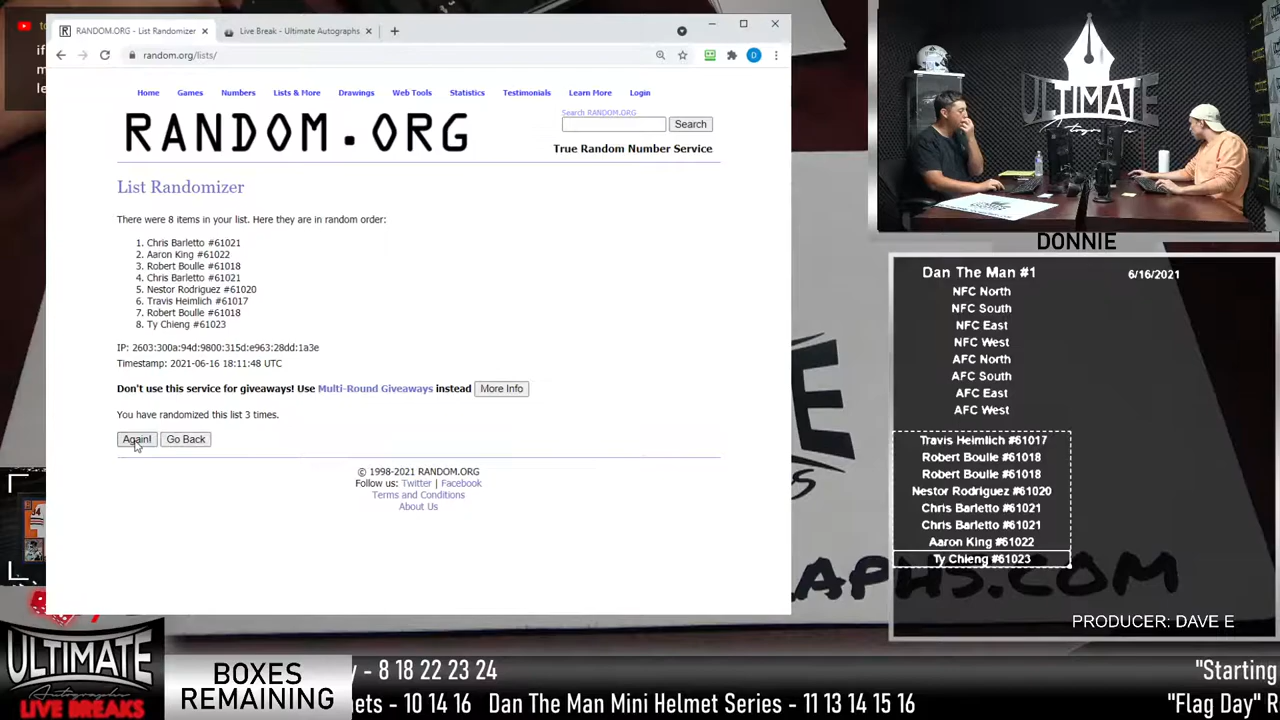 RANDOM.ORG - List Randomizer
Live Break - Ultimate Autographs
random.org/lists/
Home Games Numbers Lists & More Drawings Web Tools Statistics Testimonials Learn More Login
Search RANDOM.ORG
RANDOM.ORG
Search
True Random Number Service
List Randomizer
There were 8 items in your list. Here they are in random order:
1. Chris Barletto #61021
2. Aaron King #61022
3. Robert Boulle #61018
4. Chris Barletto #61021
5. Nestor Rodriguez #61020
6. Travis Heimlich #61017
7. Robert Boulle #61018
8. Ty Chieng #61023
IP: 2603:300a:94d:9800:315d:e963:28dd:1a3e
Timestamp: 2021-06-16 18:11:48 UTC
Don't use this service for giveaways! Use Multi-Round Giveaways instead More Info
You have randomized this list 3 times.
Again! Go Back
© 1998-2021 RANDOM.ORG
Follow us: Twitter | Facebook
Terms and Conditions
About Us
DONNIE
Dan The Man #1 6/16/2021
NFC North
NFC South
NFC East
NFC West
AFC North
AFC South
AFC East
AFC West
Travis Heimlich #61017
Robert Boulle #61018
Robert Boulle #61018
Nestor Rodriguez #61020
Chris Barletto #61021
Chris Barletto #61021
Aaron King #61022
Ty Chieng #61023
PRODUCER: DAVE E
ULTIMATE
Autographs
LIVE BREAKS
BOXES
REMAINING
- 8 18 22 23 24 "Starting
ets - 10 14 16 Dan The Man Mini Helmet Series - 11 13 14 15 16 "Flag Day" R